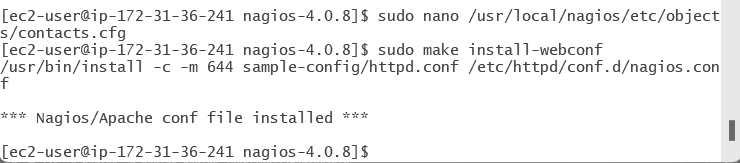 [ec2-user@ip-172-31-36-241 nagios-4.0.8]$ sudo nano /usr/local/nagios/etc/object
s/contacts.cfg
[ec2-user@ip-172-31-36-241 nagios-4.0.8]$ sudo make install-webconf
/usr/bin/install -c -m 644 sample-config/httpd.conf /etc/httpd/conf.d/nagios.con
f
*** Nagios/Apache conf file installed ***
[ec2-user@ip-172-31-36-241 nagios-4.0.8]$